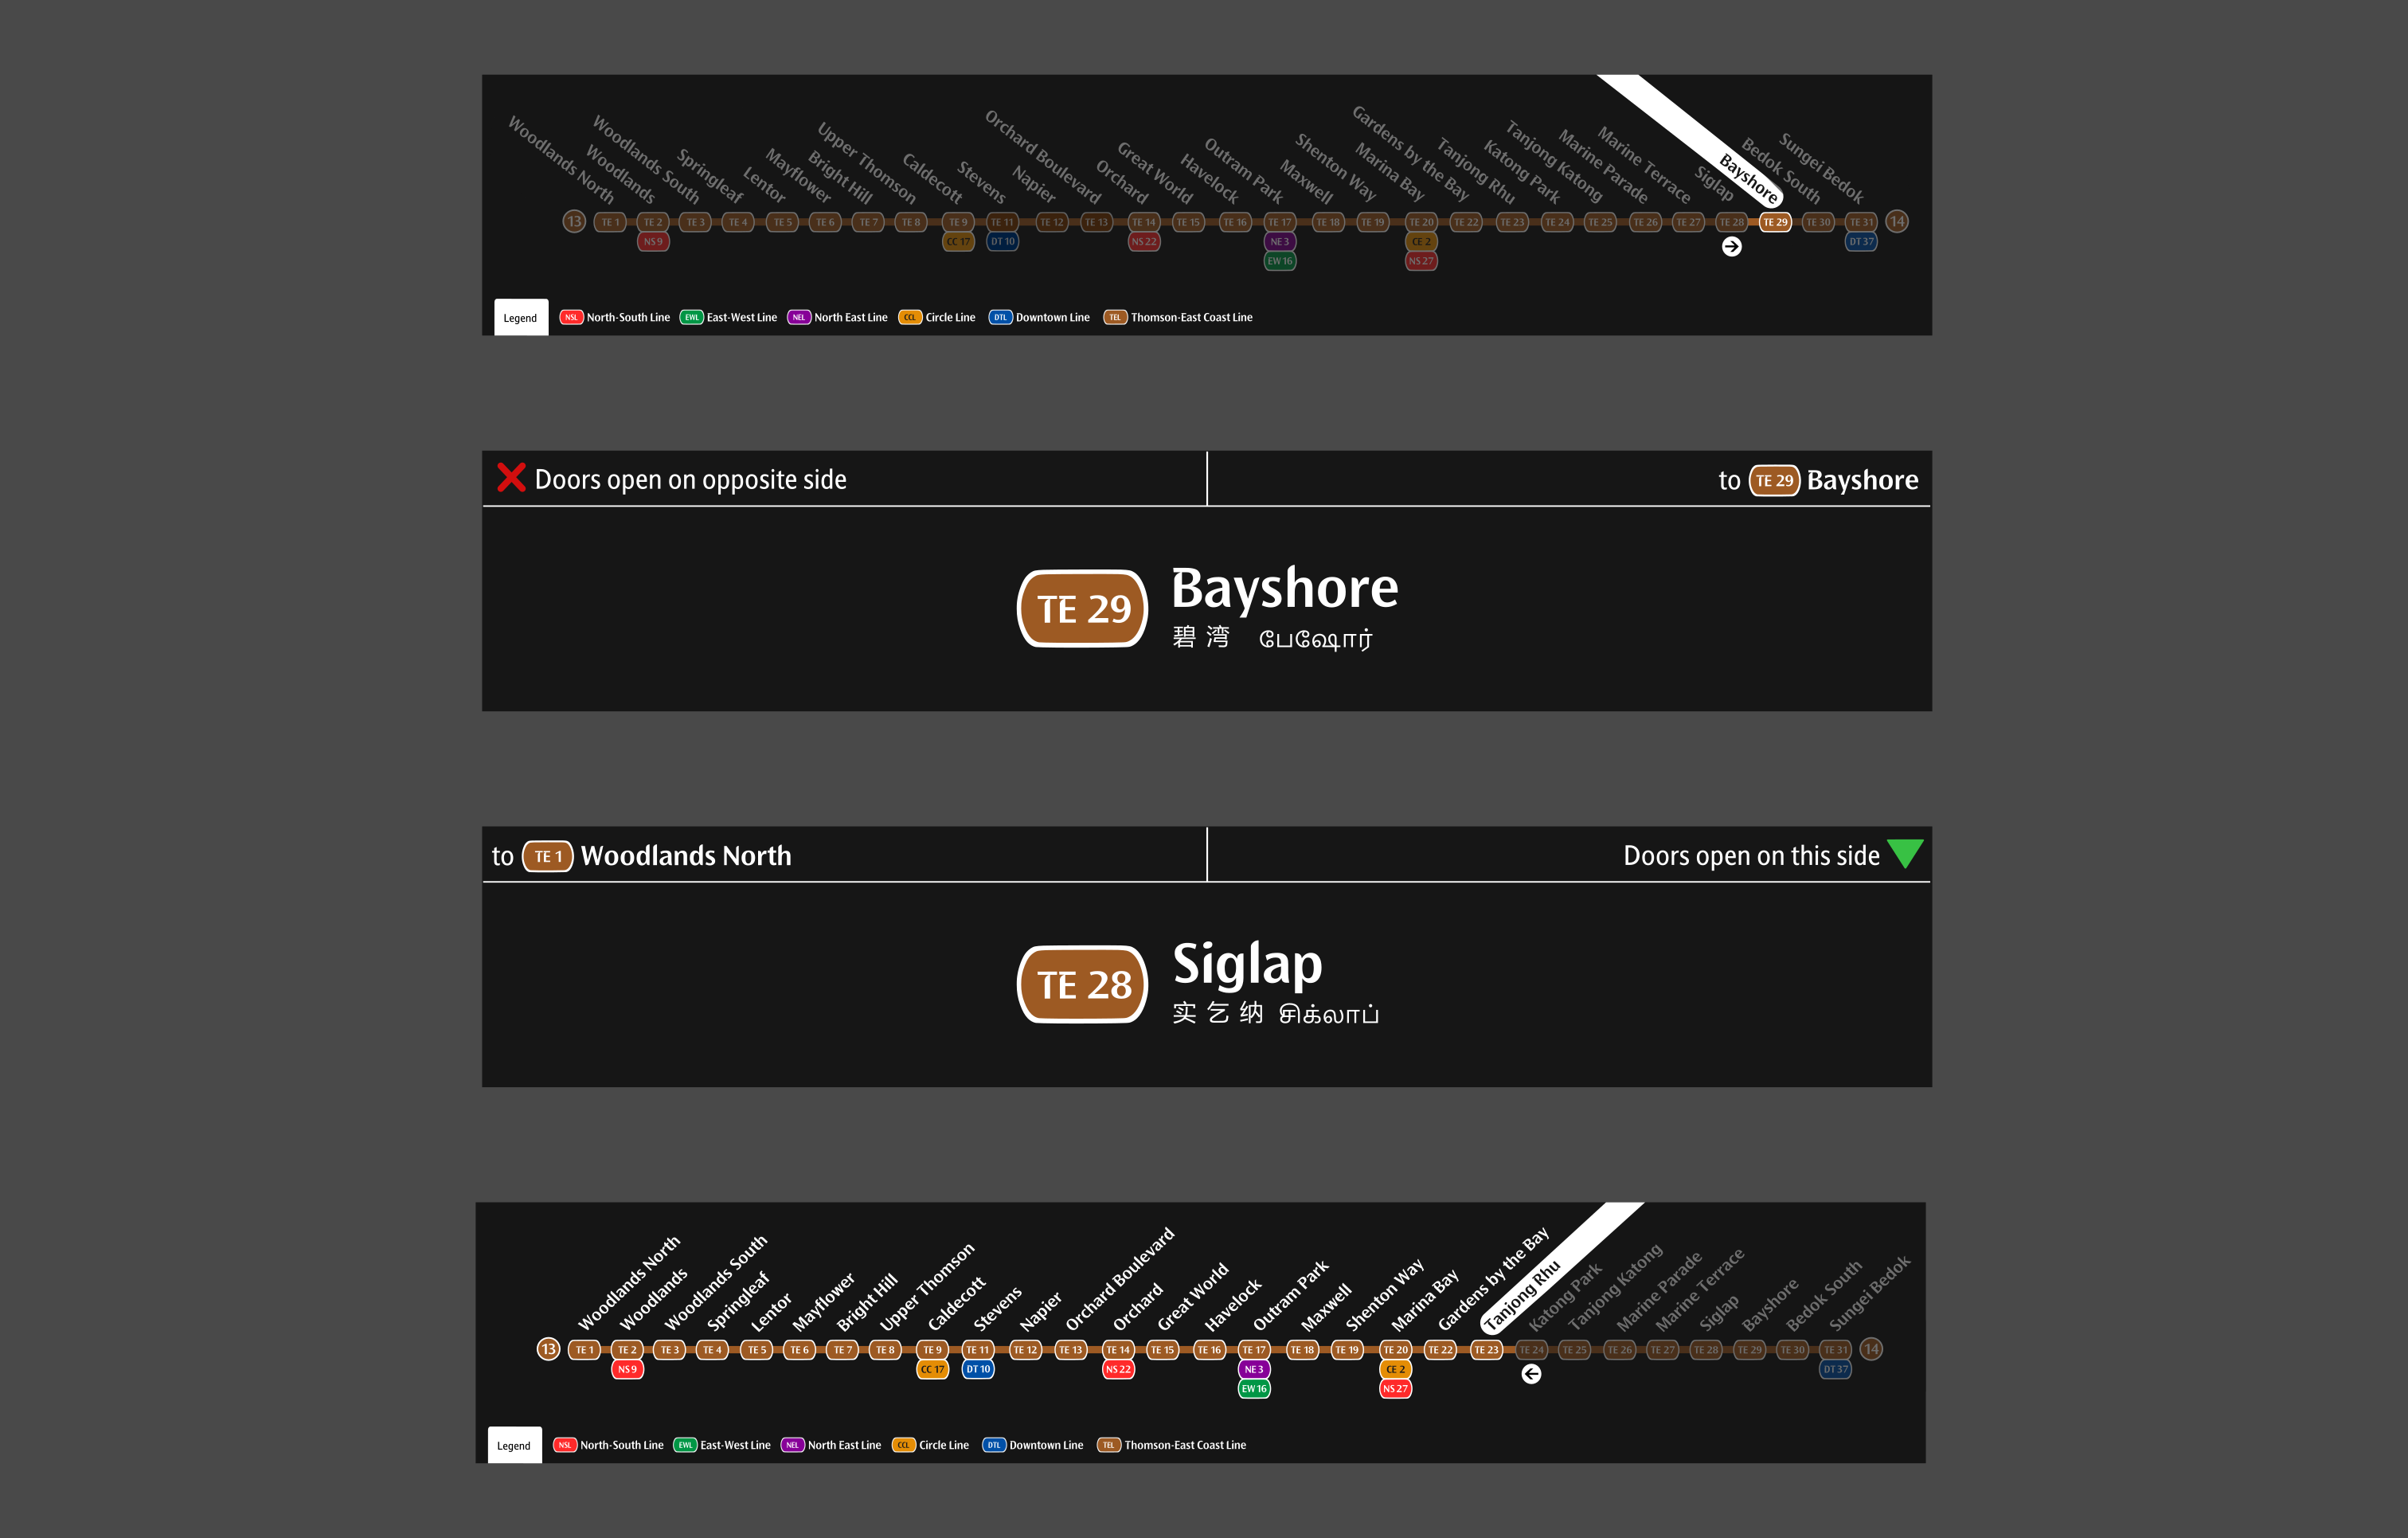 Woodlands North
Woodlands
Woodlands South
Springleaf
Lentor
Mayflower
Bright Hill
Upper Thomson
Caldecott
Stevens
Napier
Orchard Boulevard
Orchard
Great World
Havelock
Outram Park
Maxwell
Shenton Way
Marina Bay
Gardens by the Bay
Tanjong Rhu
Katong Park
Tanjong Katong
Marine Parade
Marine Terrace
Siglap
Bayshore
Bedok South
Sungei Bedok
13 TE 1 TE 2 TE 3 TE 4 TE 5 TE 6 TE 7 TE 8 TE 9 TE 11 TE 12 TE 13 TE 14 TE 15 TE 16 TE 17 TE 18 TE 19 TE 20 TE 22 TE 23 TE 24 TE 25 TE 26 TE 27 TE 28 TE 29 TE 30 TE 31 14
NS 9 CC 17 DT 10 NS 22 NE 3 CE 2 DT 37
EW 16 NS 27
Legend NSL North-South Line EWL East-West Line NEL North East Line CCL Circle Line DTL Downtown Line TEL Thomson-East Coast Line
Doors open on opposite side
to TE 29 Bayshore
TE 29 Bayshore
碧湾 பேஷோர்
to TE 1 Woodlands North
Doors open on this side
TE 28 Siglap
实乞纳 சிக்லாப்
Woodlands North
Woodlands
Woodlands South
Springleaf
Lentor
Mayflower
Bright Hill
Upper Thomson
Caldecott
Stevens
Napier
Orchard Boulevard
Orchard
Great World
Havelock
Outram Park
Maxwell
Shenton Way
Marina Bay
Gardens by the Bay
Tanjong Rhu
Katong Park
Tanjong Katong
Marine Parade
Marine Terrace
Siglap
Bayshore
Bedok South
Sungei Bedok
13 TE 1 TE 2 TE 3 TE 4 TE 5 TE 6 TE 7 TE 8 TE 9 TE 11 TE 12 TE 13 TE 14 TE 15 TE 16 TE 17 TE 18 TE 19 TE 20 TE 22 TE 23 TE 24 TE 25 TE 26 TE 27 TE 28 TE 29 TE 30 TE 31 14
NS 9 CC 17 DT 10 NS 22 NE 3 CE 2 DT 37
EW 16 NS 27
Legend NSL North-South Line EWL East-West Line NEL North East Line CCL Circle Line DTL Downtown Line TEL Thomson-East Coast Line